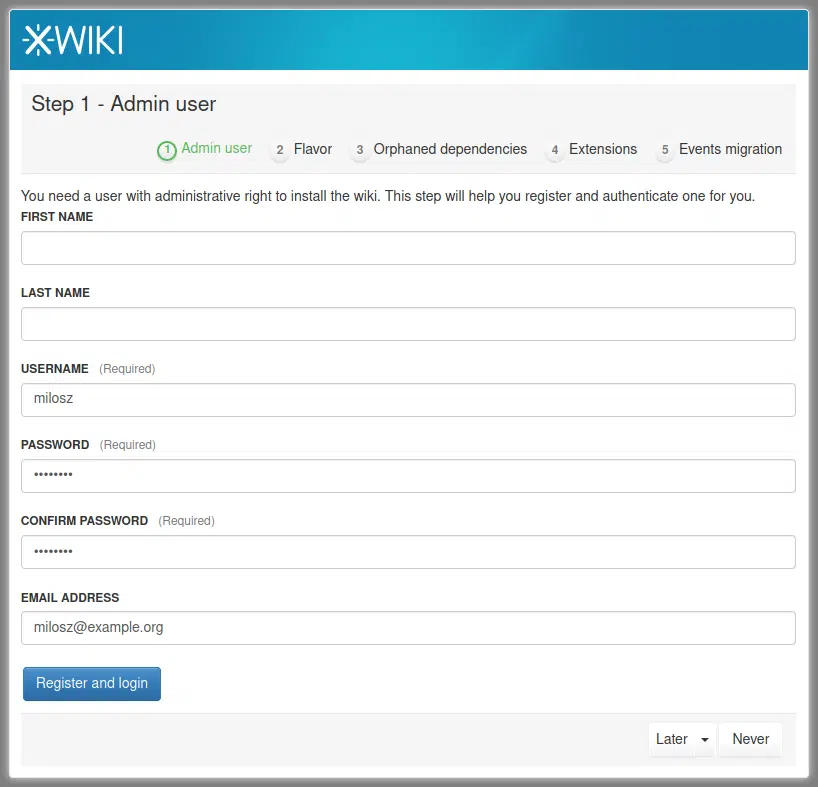 XWIKI
Step 1 - Admin user
1 Admin user 2 Flavor 3 Orphaned dependencies 4 Extensions 5 Events migration
You need a user with administrative right to install the wiki. This step will help you register and authenticate one for you.
FIRST NAME
LAST NAME
USERNAME (Required)
milosz
PASSWORD (Required)
••••••••
CONFIRM PASSWORD (Required)
••••••••
EMAIL ADDRESS
milosz@example.org
Register and login
Later Never